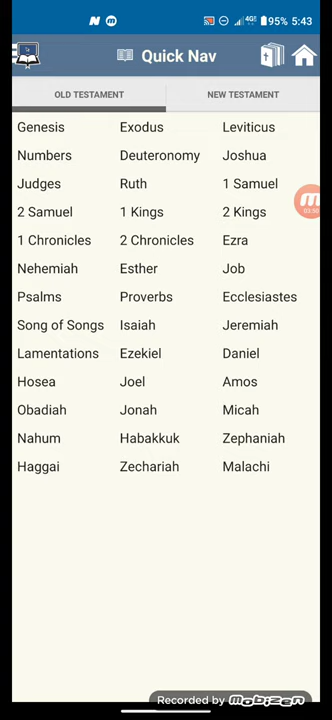 N m 4G 95% 5:43
Quick Nav
OLD TESTAMENT NEW TESTAMENT
Genesis Exodus Leviticus
Numbers Deuteronomy Joshua
Judges Ruth 1 Samuel
2 Samuel 1 Kings 2 Kings
1 Chronicles 2 Chronicles Ezra
Nehemiah Esther Job
Psalms Proverbs Ecclesiastes
Song of Songs Isaiah Jeremiah
Lamentations Ezekiel Daniel
Hosea Joel Amos
Obadiah Jonah Micah
Nahum Habakkuk Zephaniah
Haggai Zechariah Malachi
Recorded by mobizen